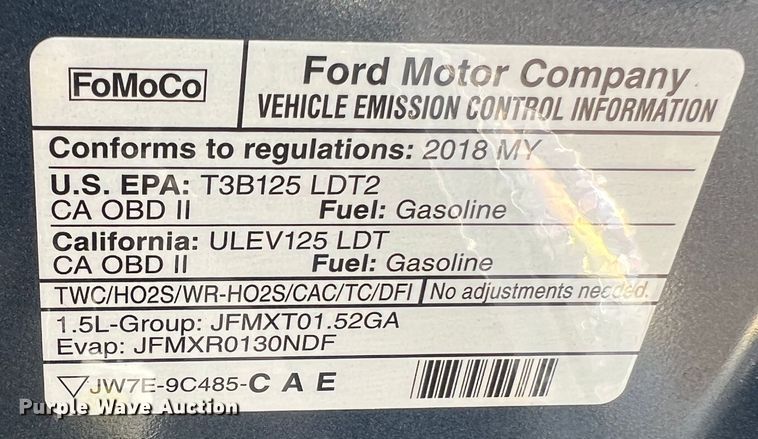 FoMoCo
Ford Motor Company
VEHICLE EMISSION CONTROL INFORMATION
Conforms to regulations: 2018 MY
U.S. EPA: T3B125 LDT2
CA OBD II Fuel: Gasoline
California: ULEV125 LDT
CA OBD II Fuel: Gasoline
TWC/HO2S/WR-HO2S/CAC/TC/DFI No adjustments needed.
1.5L-Group: JFMXT01.52GA
Evap: JFMXR0130NDF
JW7E-9C485-C A E
Purple Wave Auction